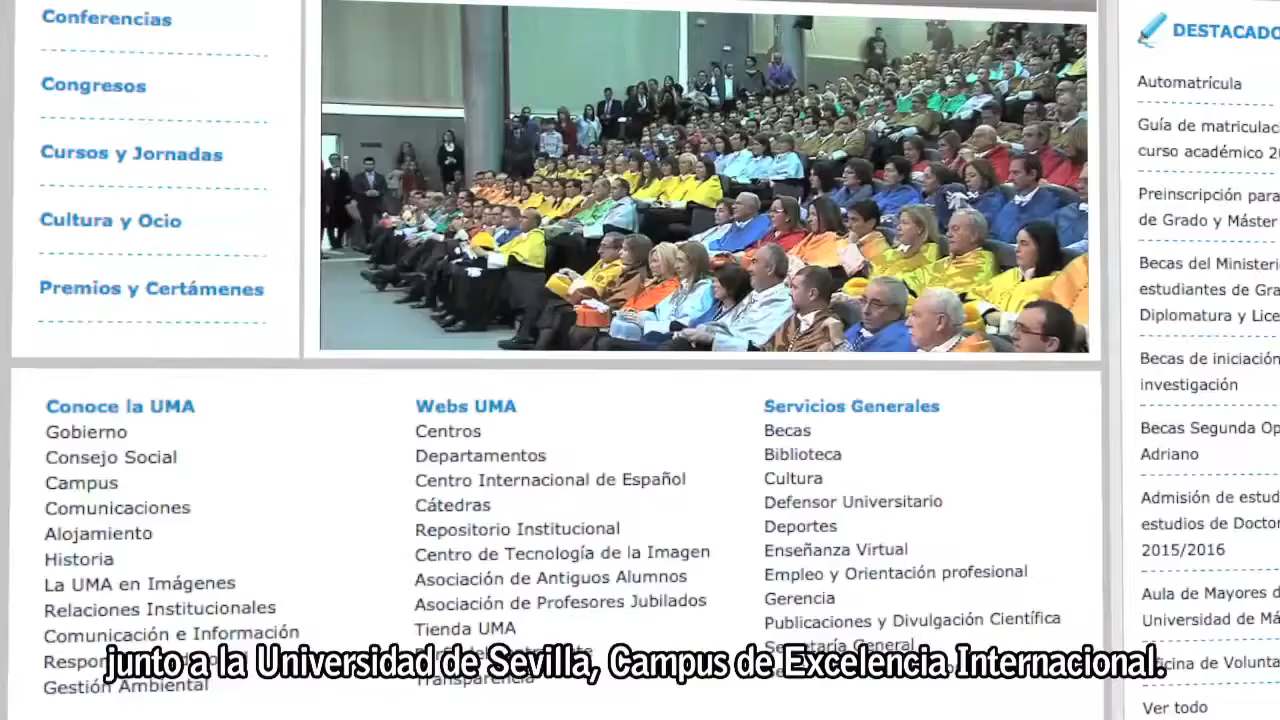 Conferencias
Congresos
Cursos y Jornadas
Cultura y Ocio
Premios y Certámenes
Conoce la UMA
Gobierno
Consejo Social
Campus
Comunicaciones
Alojamiento
Historia
La UMA en Imágenes
Relaciones Institucionales
Comunicación e Información
Gestión Ambiental
Webs UMA
Centros
Departamentos
Centro Internacional de Español
Cátedras
Repositorio Institucional
Centro de Tecnología de la Imagen
Asociación de Antiguos Alumnos
Asociación de Profesores Jubilados
Tienda UMA
Transparencia
Servicios Generales
Becas
Biblioteca
Cultura
Defensor Universitario
Deportes
Enseñanza Virtual
Empleo y Orientación profesional
Gerencia
Publicaciones y Divulgación Científica
Secretaría General
DESTACADO
Automatrícula
Guía de matriculac
curso académico 2
Preinscripción para
de Grado y Máster
Becas del Ministeri
estudiantes de Gra
Diplomatura y Lice
Becas de iniciación
investigación
Becas Segunda Op
Adriano
Admisión de estud
estudios de Doctor
2015/2016
Aula de Mayores d
Universidad de Má
ficina de Volunta
Ver todo
junto a la Universidad de Sevilla, Campus de Excelencia Internacional.